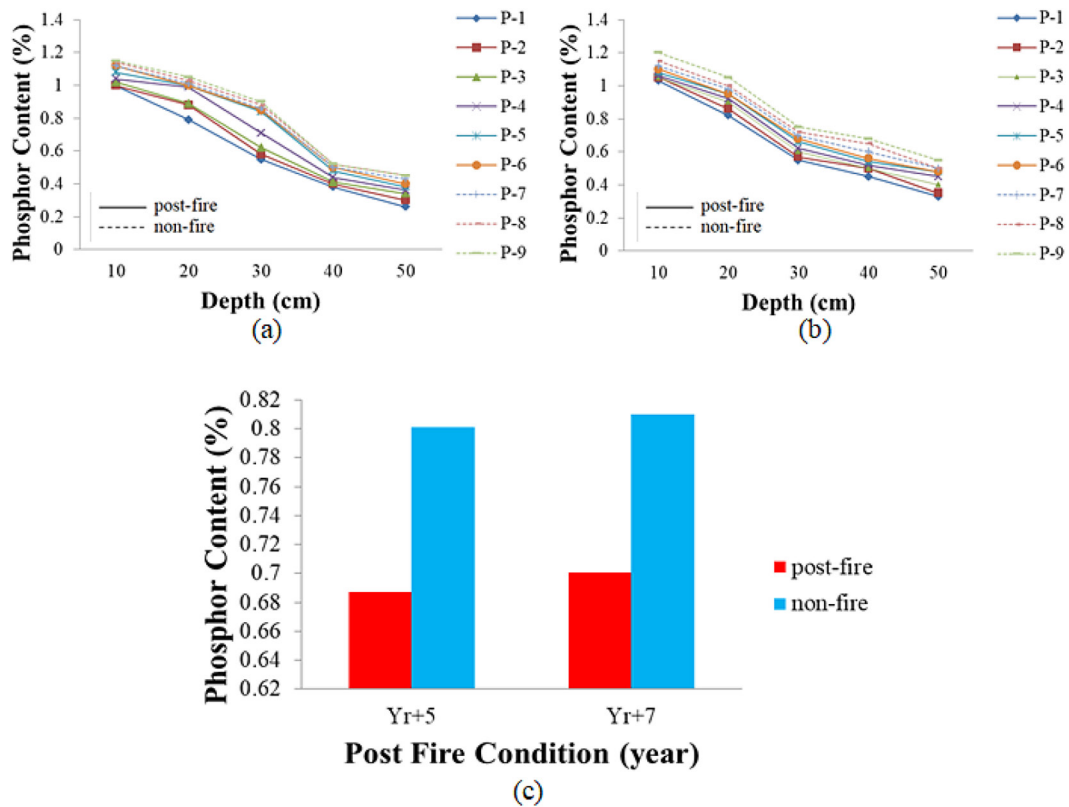 Phosphor Content (%)
1.4
1.2
1
0.8
0.6
0.4
0.2
0
post-fire
non-fire
10 20 30 40 50
Depth (cm)
P-1
P-2
P-3
P-4
P-5
P-6
P-7
P-8
P-9
(a)
Phosphor Content (%)
1.4
1.2
1
0.8
0.6
0.4
0.2
0
post-fire
non-fire
10 20 30 40 50
Depth (cm)
P-1
P-2
P-3
P-4
P-5
P-6
P-7
P-8
P-9
(b)
Phosphor Content (%)
0.82
0.8
0.78
0.76
0.74
0.72
0.7
0.68
0.66
0.64
0.62
Yr+5 Yr+7
Post Fire Condition (year)
post-fire
non-fire
(c)